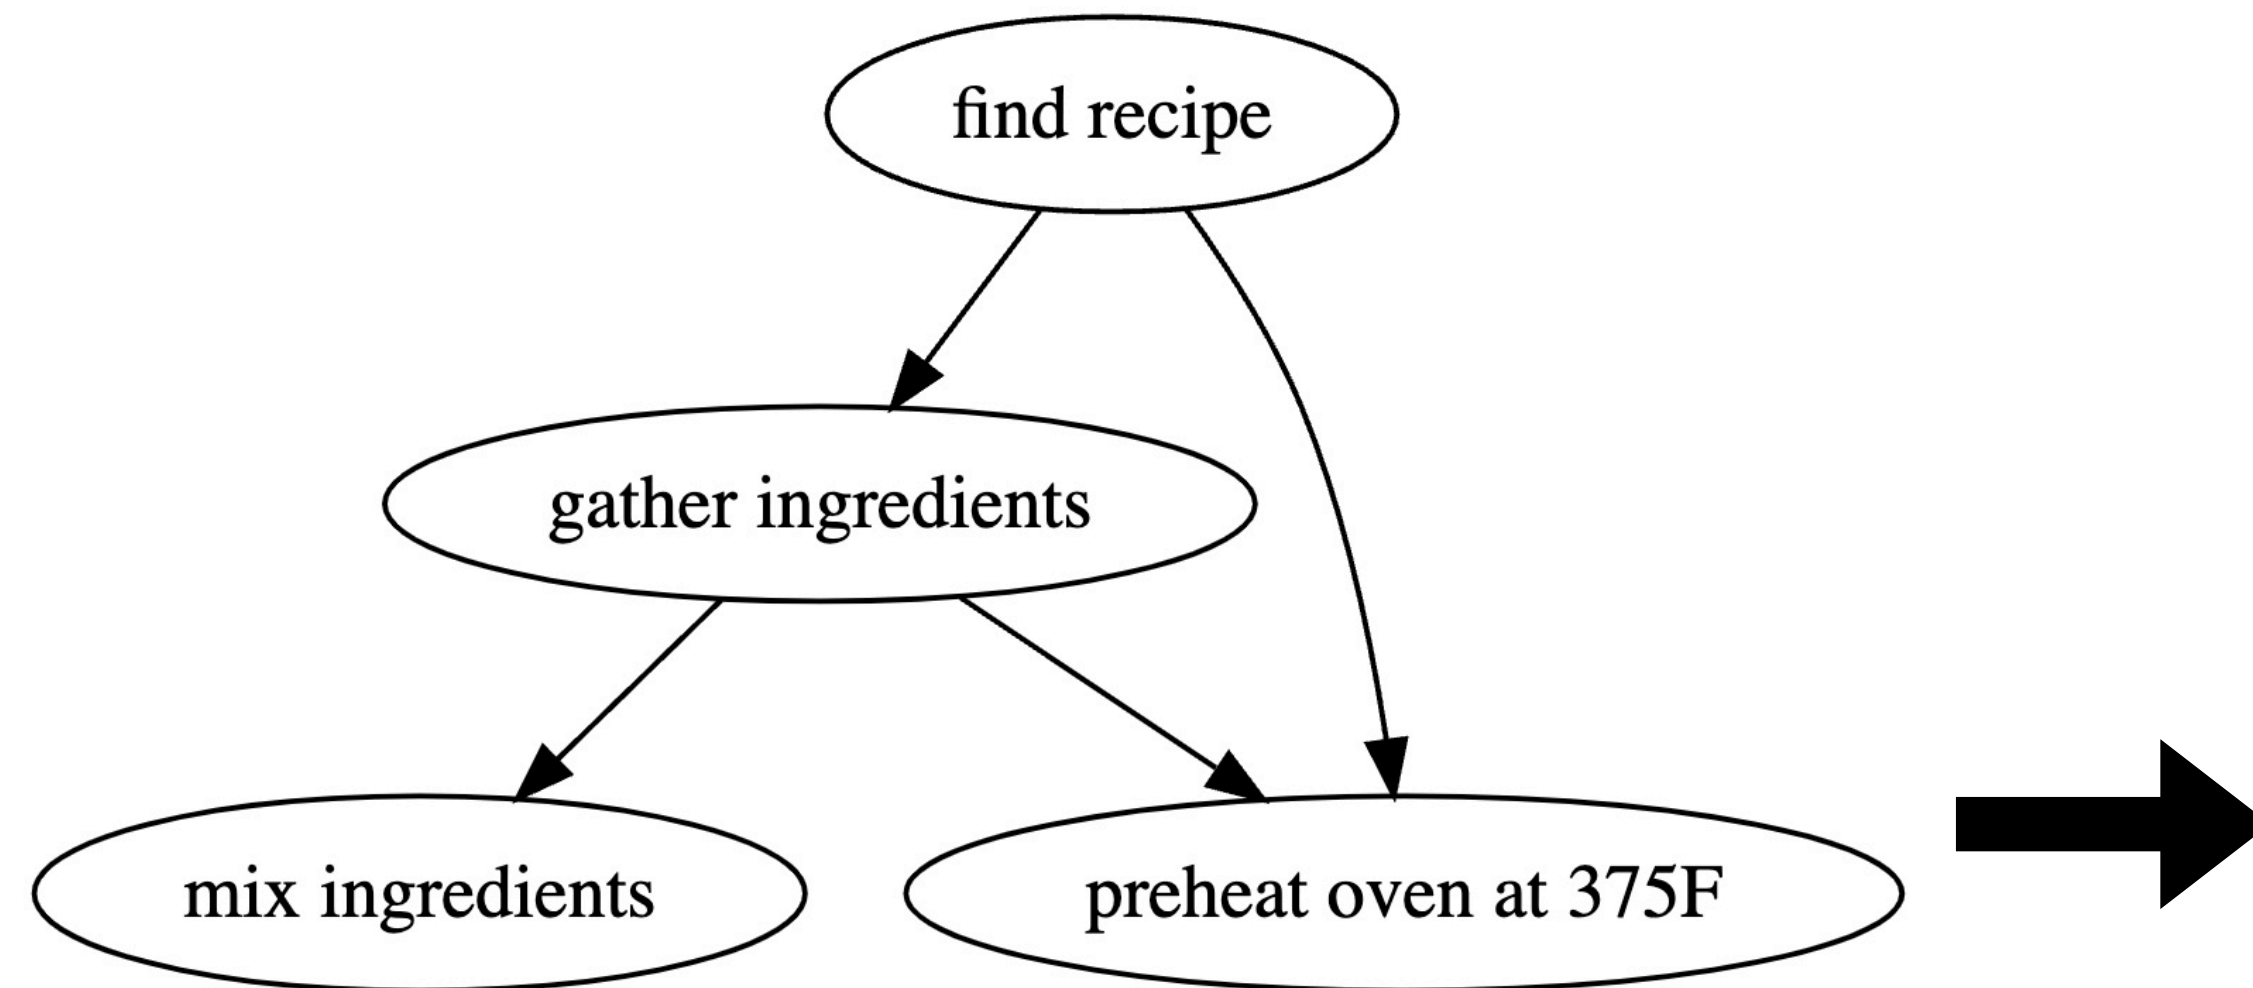 find recipe
gather ingredients
mix ingredients
preheat oven at 375F